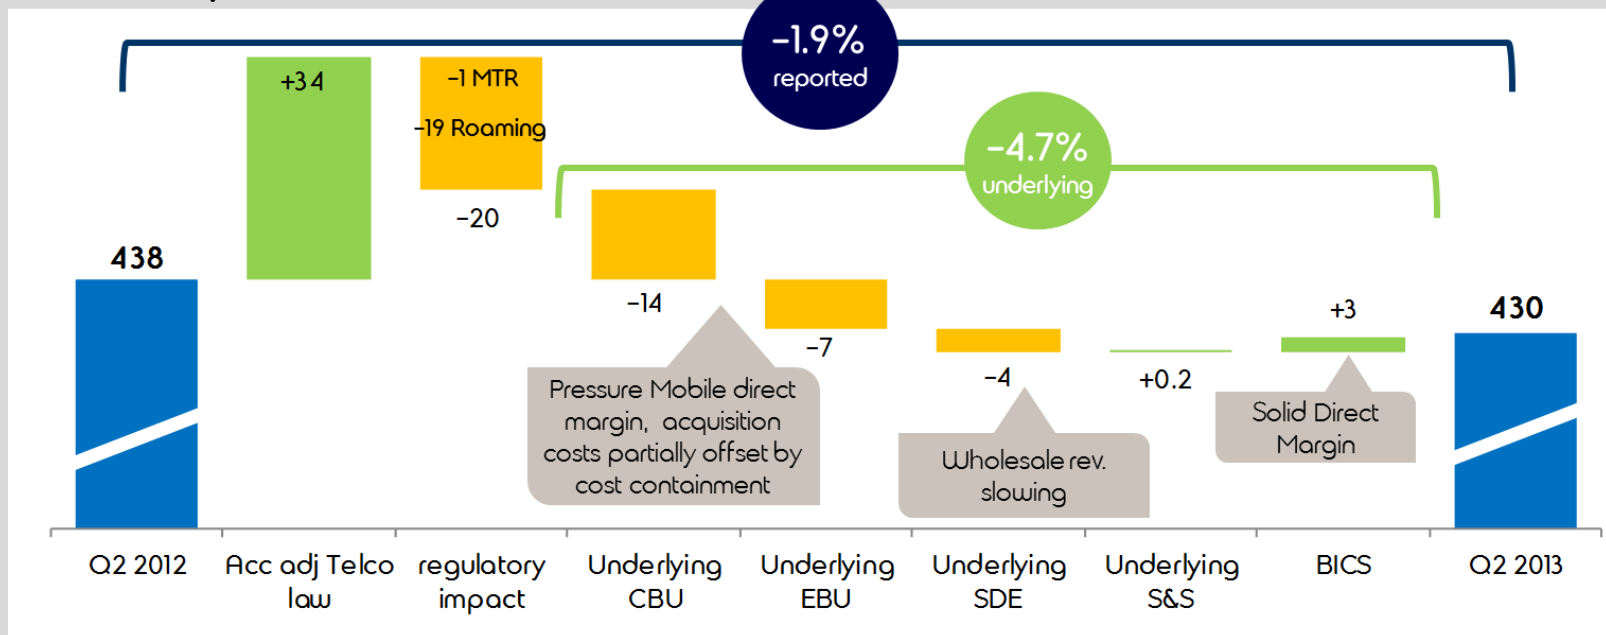 −1.9%
reported
+34
−1 MTR
−19 Roaming
−20
−4.7%
underlying
438
−14
−7
−4
+0.2
+3
430
Pressure Mobile direct
margin, acquisition
costs partially offset by
cost containment
Wholesale rev.
slowing
Solid Direct
Margin
Q2 2012
Acc adj Telco
law
regulatory
impact
Underlying
CBU
Underlying
EBU
Underlying
SDE
Underlying
S&S
BICS
Q2 2013